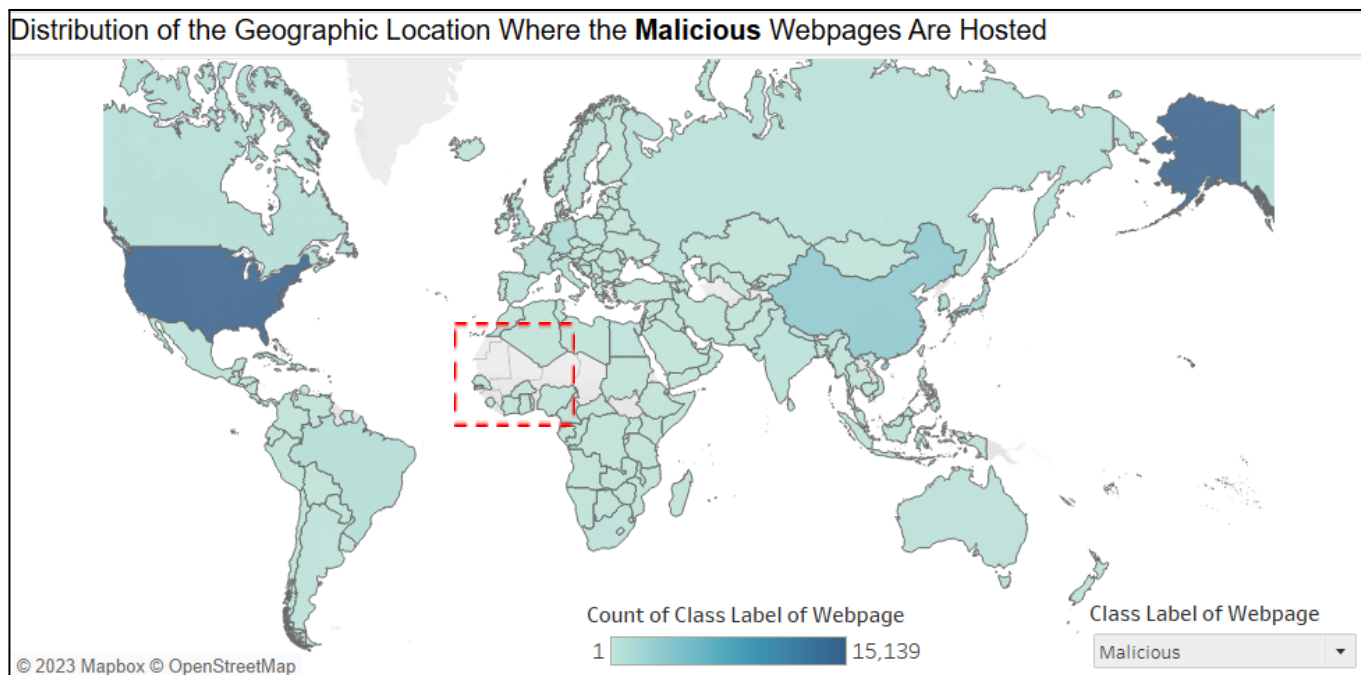 Distribution of the Geographic Location Where the Malicious Webpages Are Hosted
Count of Class Label of Webpage
1 15,139
Class Label of Webpage
Malicious
© 2023 Mapbox © OpenStreetMap